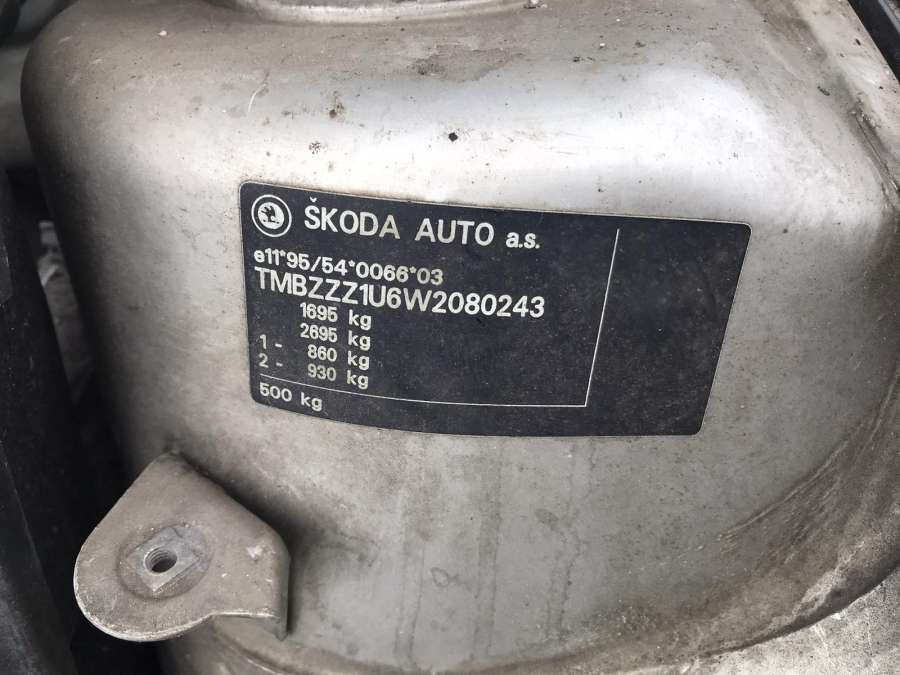 ŠKODA AUTO a.s.
e11*95/54*0066*03
TMBZZZ1U6W2080243
1695 kg
2695 kg
1 - 860 kg
2 - 930 kg
500 kg